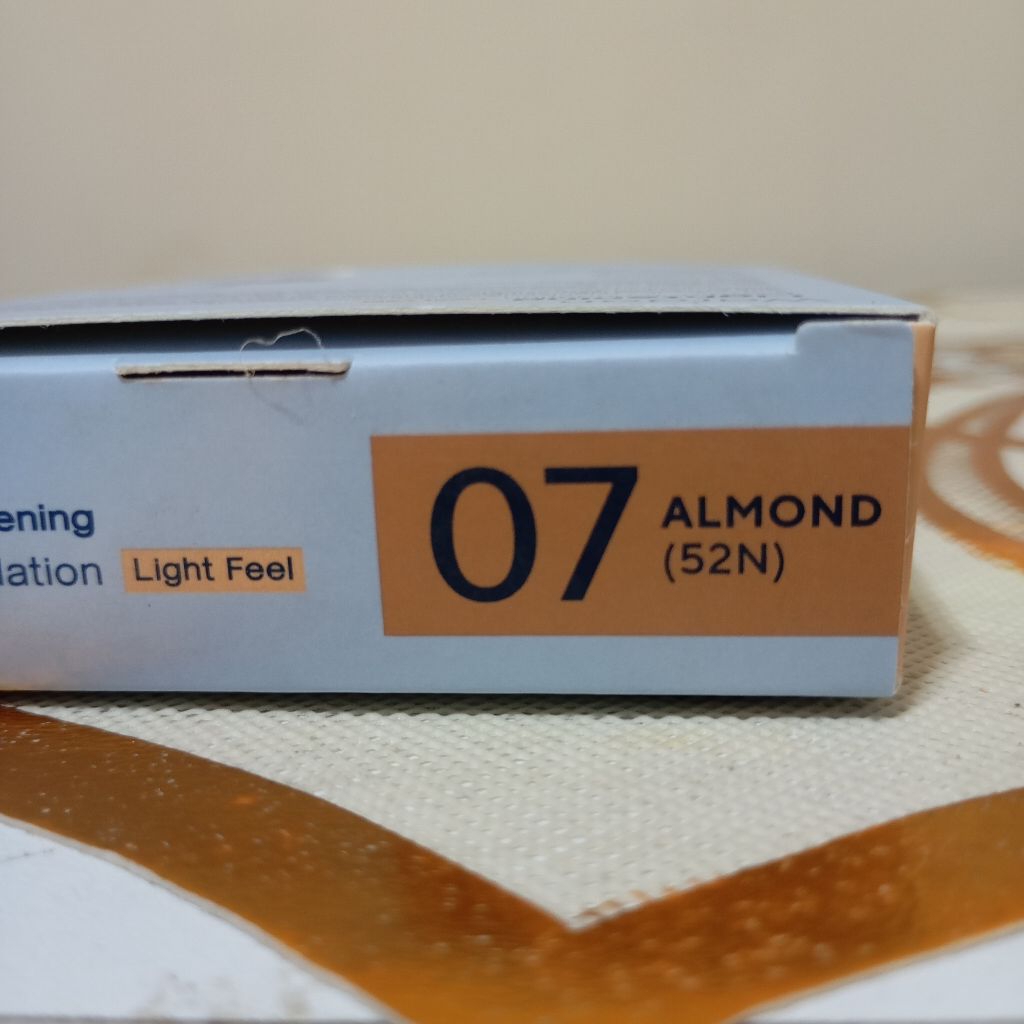 ening
lation Light Feel
07 ALMOND
(52N)